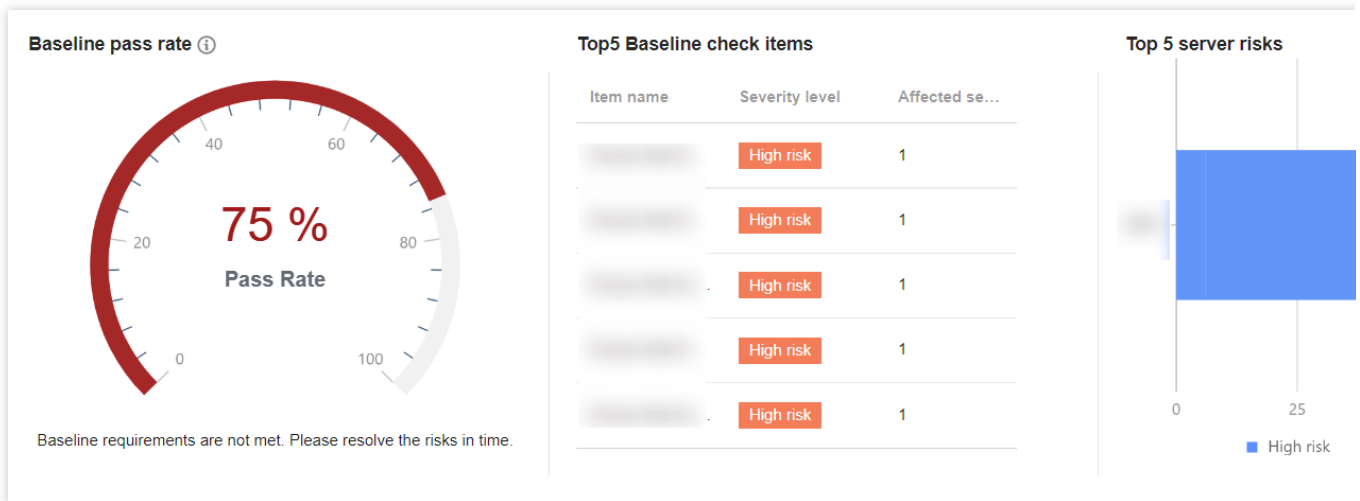 Baseline pass rate
40
60
20
80
75 %
Pass Rate
0
100
Baseline requirements are not met. Please resolve the risks in time.
Top5 Baseline check items
Item name Severity level Affected se...
High risk 1
High risk 1
High risk 1
High risk 1
High risk 1
Top 5 server risks
0 25
High risk